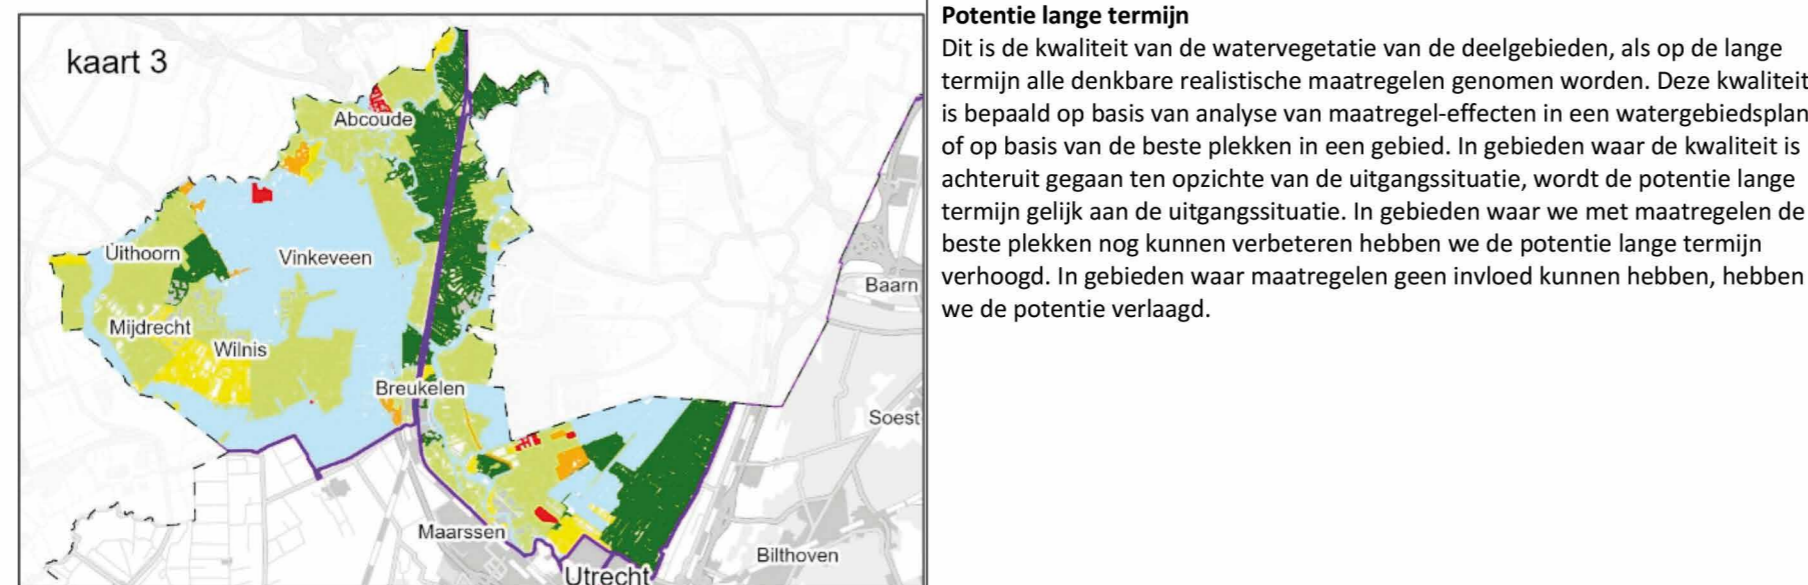 kaart 3
Abcoude
Uithoorn
Vinkeveen
Mijdrecht
Wilnis
Breukelen
Baarn
Soest
Maarssen
Bilthoven
Utrecht
Potentie lange termijn
Dit is de kwaliteit van de watervegetatie van de deelgebieden, als op de lange
termijn alle denkbare realistische maatregelen genomen worden. Deze kwaliteit
is bepaald op basis van analyse van maatregel-effecten in een watergebiedsplan
of op basis van de beste plekken in een gebied. In gebieden waar de kwaliteit is
achteruit gegaan ten opzichte van de uitgangssituatie, wordt de potentie lange
termijn gelijk aan de uitgangssituatie. In gebieden waar we met maatregelen de
beste plekken nog kunnen verbeteren hebben we de potentie lange termijn
verhoogd. In gebieden waar maatregelen geen invloed kunnen hebben, hebben
we de potentie verlaagd.